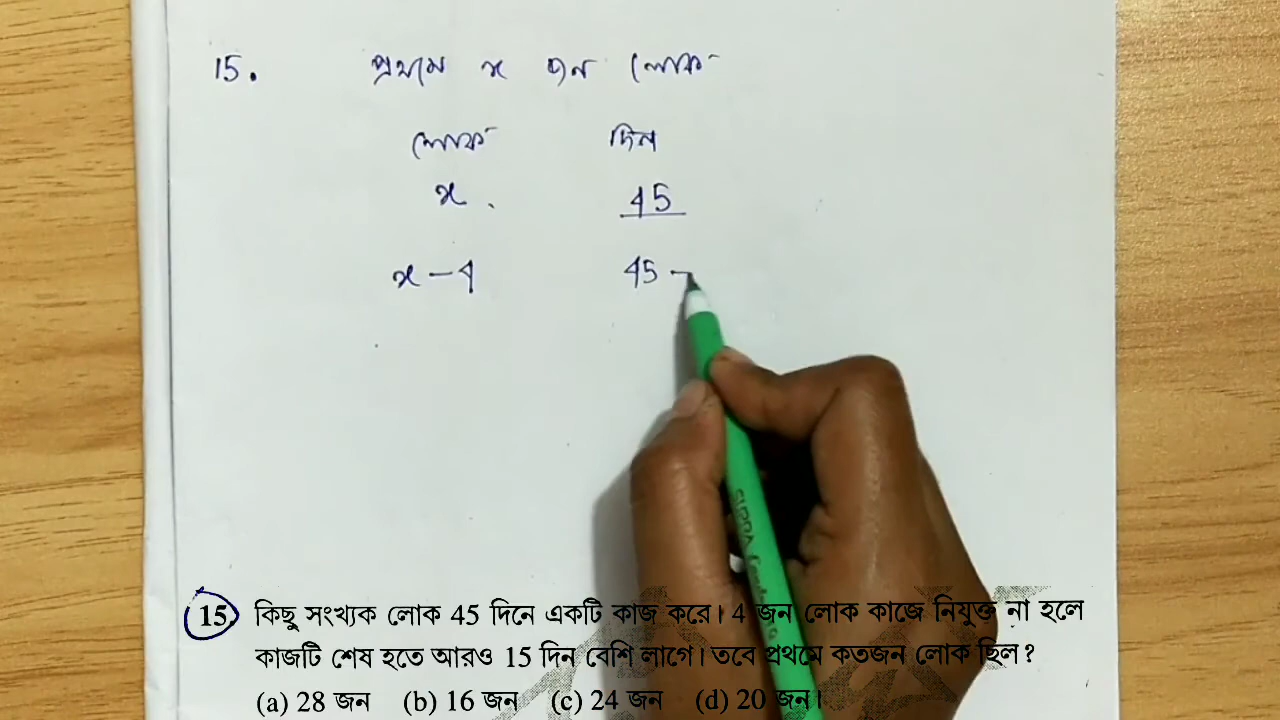 15. প্রথমে x জন লোক
লোক দিন
x 45
x - 4 45 -
15. কিছু সংখ্যক লোক 45 দিনে একটি কাজ করে। 4 জন লোক কাজে নিযুক্ত না হলে
কাজটি শেষ হতে আরও 15 দিন বেশি লাগে। তবে প্রথমে কতজন লোক ছিল?
(a) 28 জন (b) 16 জন (c) 24 জন (d) 20 জন।